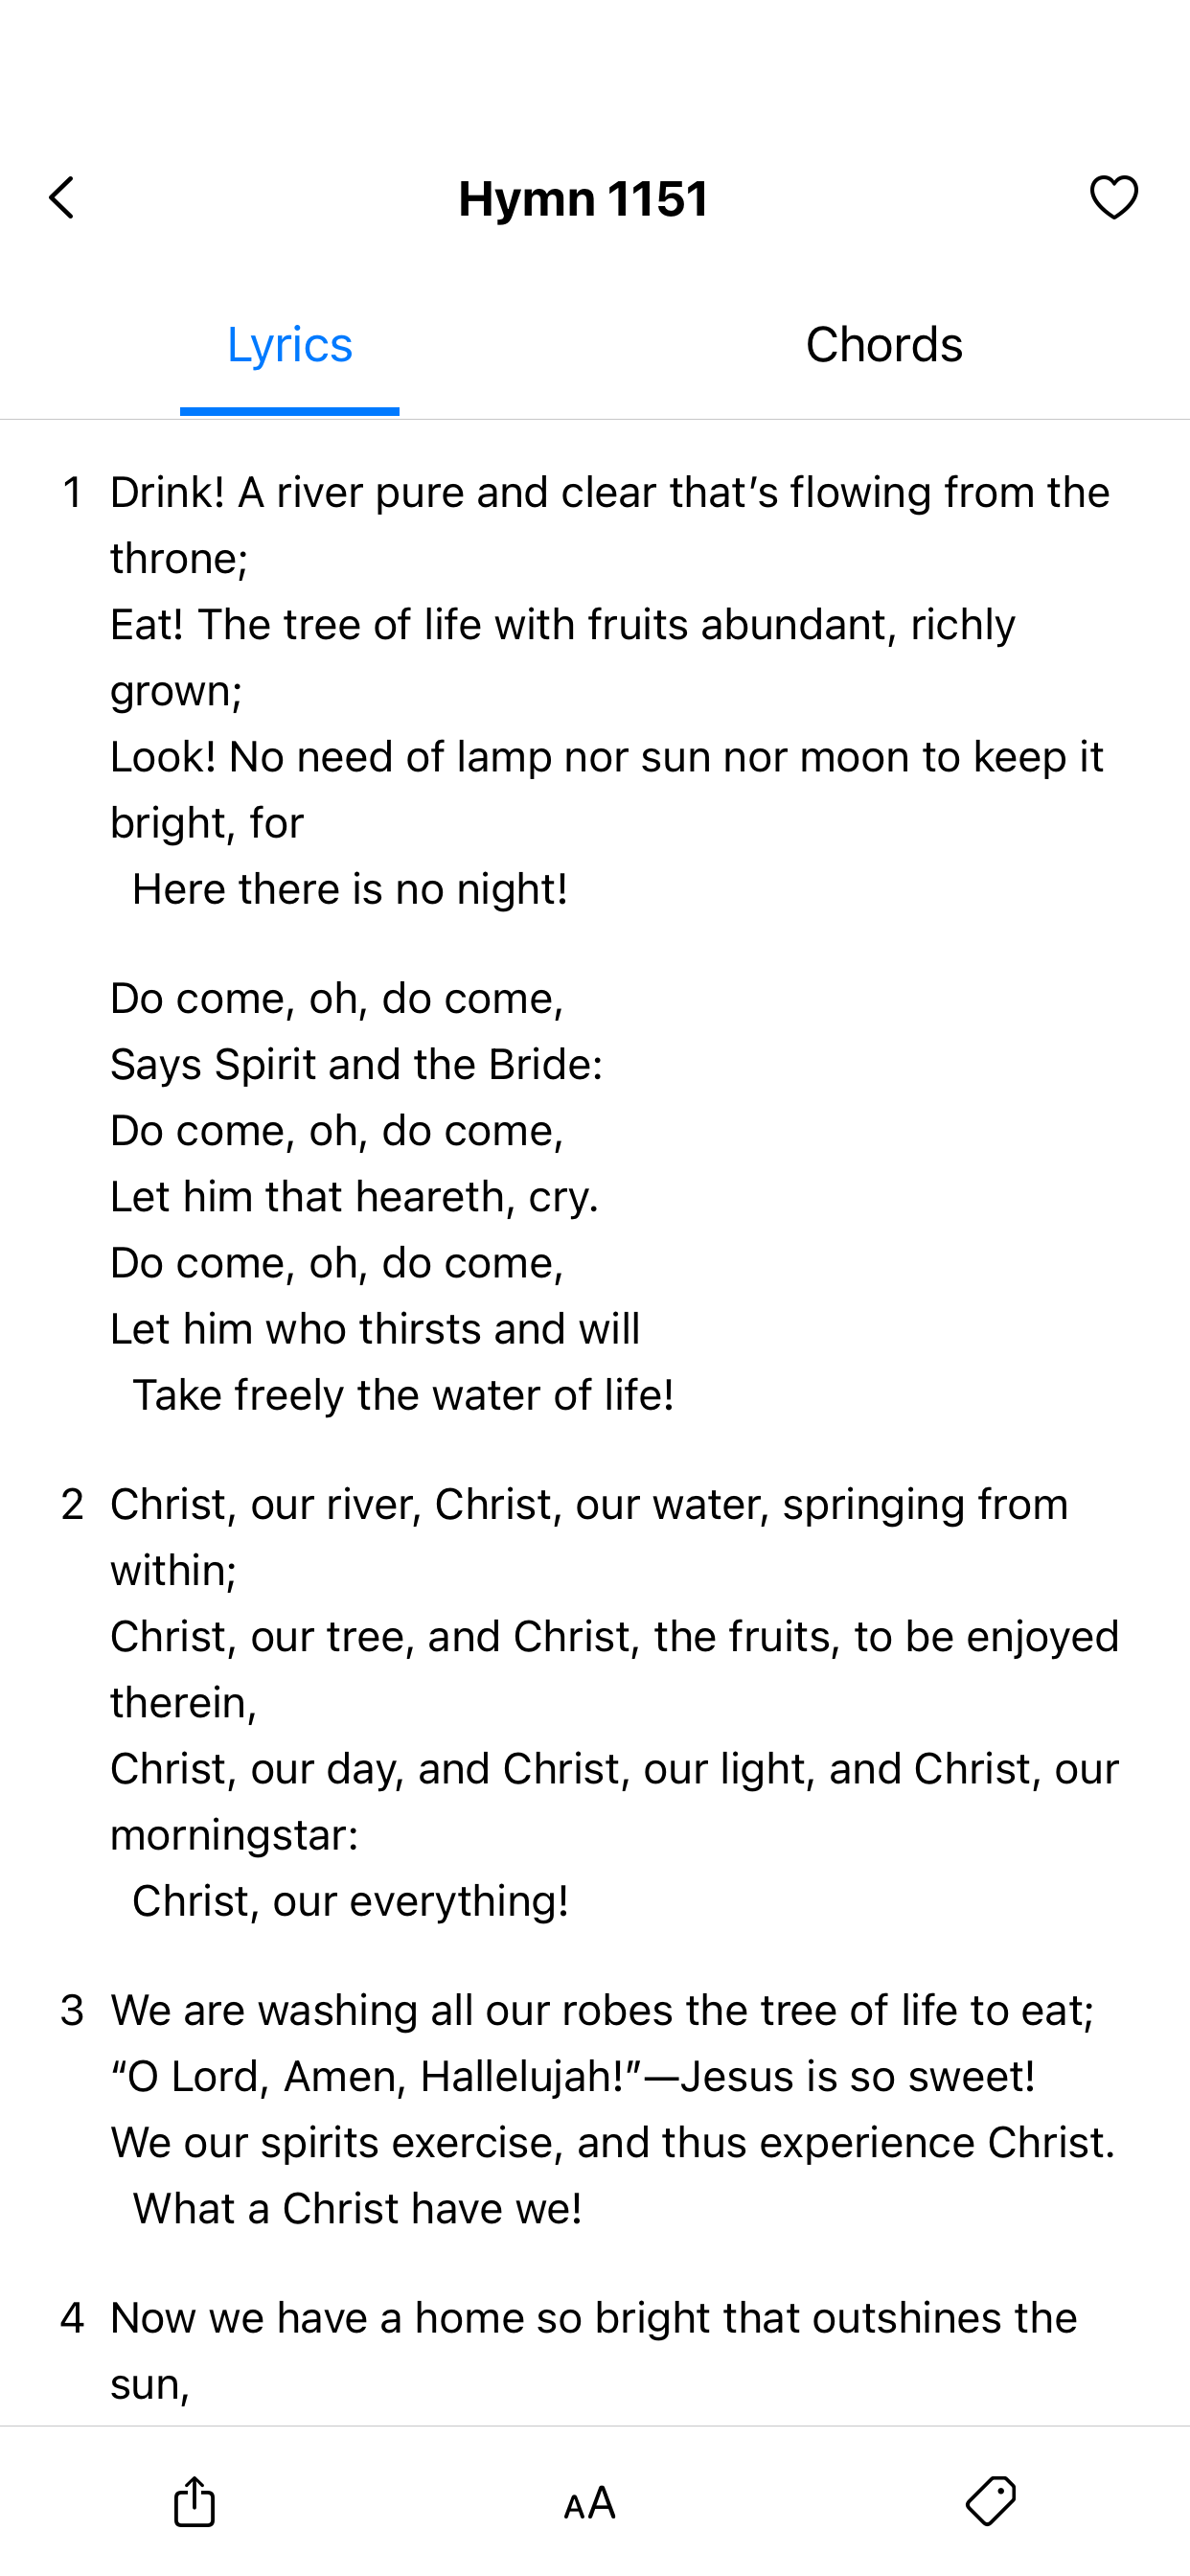 Hymn 1151
Lyrics
Chords
1 Drink! A river pure and clear that’s flowing from the
throne;
Eat! The tree of life with fruits abundant, richly
grown;
Look! No need of lamp nor sun nor moon to keep it
bright, for
Here there is no night!
Do come, oh, do come,
Says Spirit and the Bride:
Do come, oh, do come,
Let him that heareth, cry.
Do come, oh, do come,
Let him who thirsts and will
Take freely the water of life!
2 Christ, our river, Christ, our water, springing from
within;
Christ, our tree, and Christ, the fruits, to be enjoyed
therein,
Christ, our day, and Christ, our light, and Christ, our
morningstar:
Christ, our everything!
3 We are washing all our robes the tree of life to eat;
“O Lord, Amen, Hallelujah!”—Jesus is so sweet!
We our spirits exercise, and thus experience Christ.
What a Christ have we!
4 Now we have a home so bright that outshines the
sun,
AA